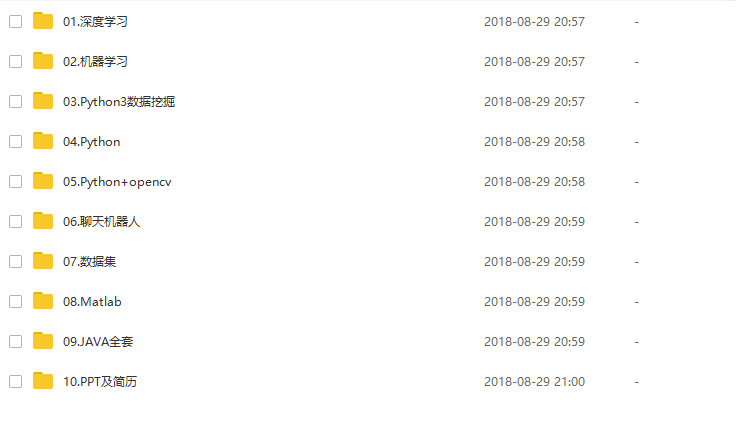 01.深度学习 2018-08-29 20:57 -
02.机器学习 2018-08-29 20:57 -
03.Python3数据挖掘 2018-08-29 20:57 -
04.Python 2018-08-29 20:58 -
05.Python+opencv 2018-08-29 20:58 -
06.聊天机器人 2018-08-29 20:59 -
07.数据集 2018-08-29 20:59 -
08.Matlab 2018-08-29 20:59 -
09.JAVA全套 2018-08-29 20:59 -
10.PPT及简历 2018-08-29 21:00 -